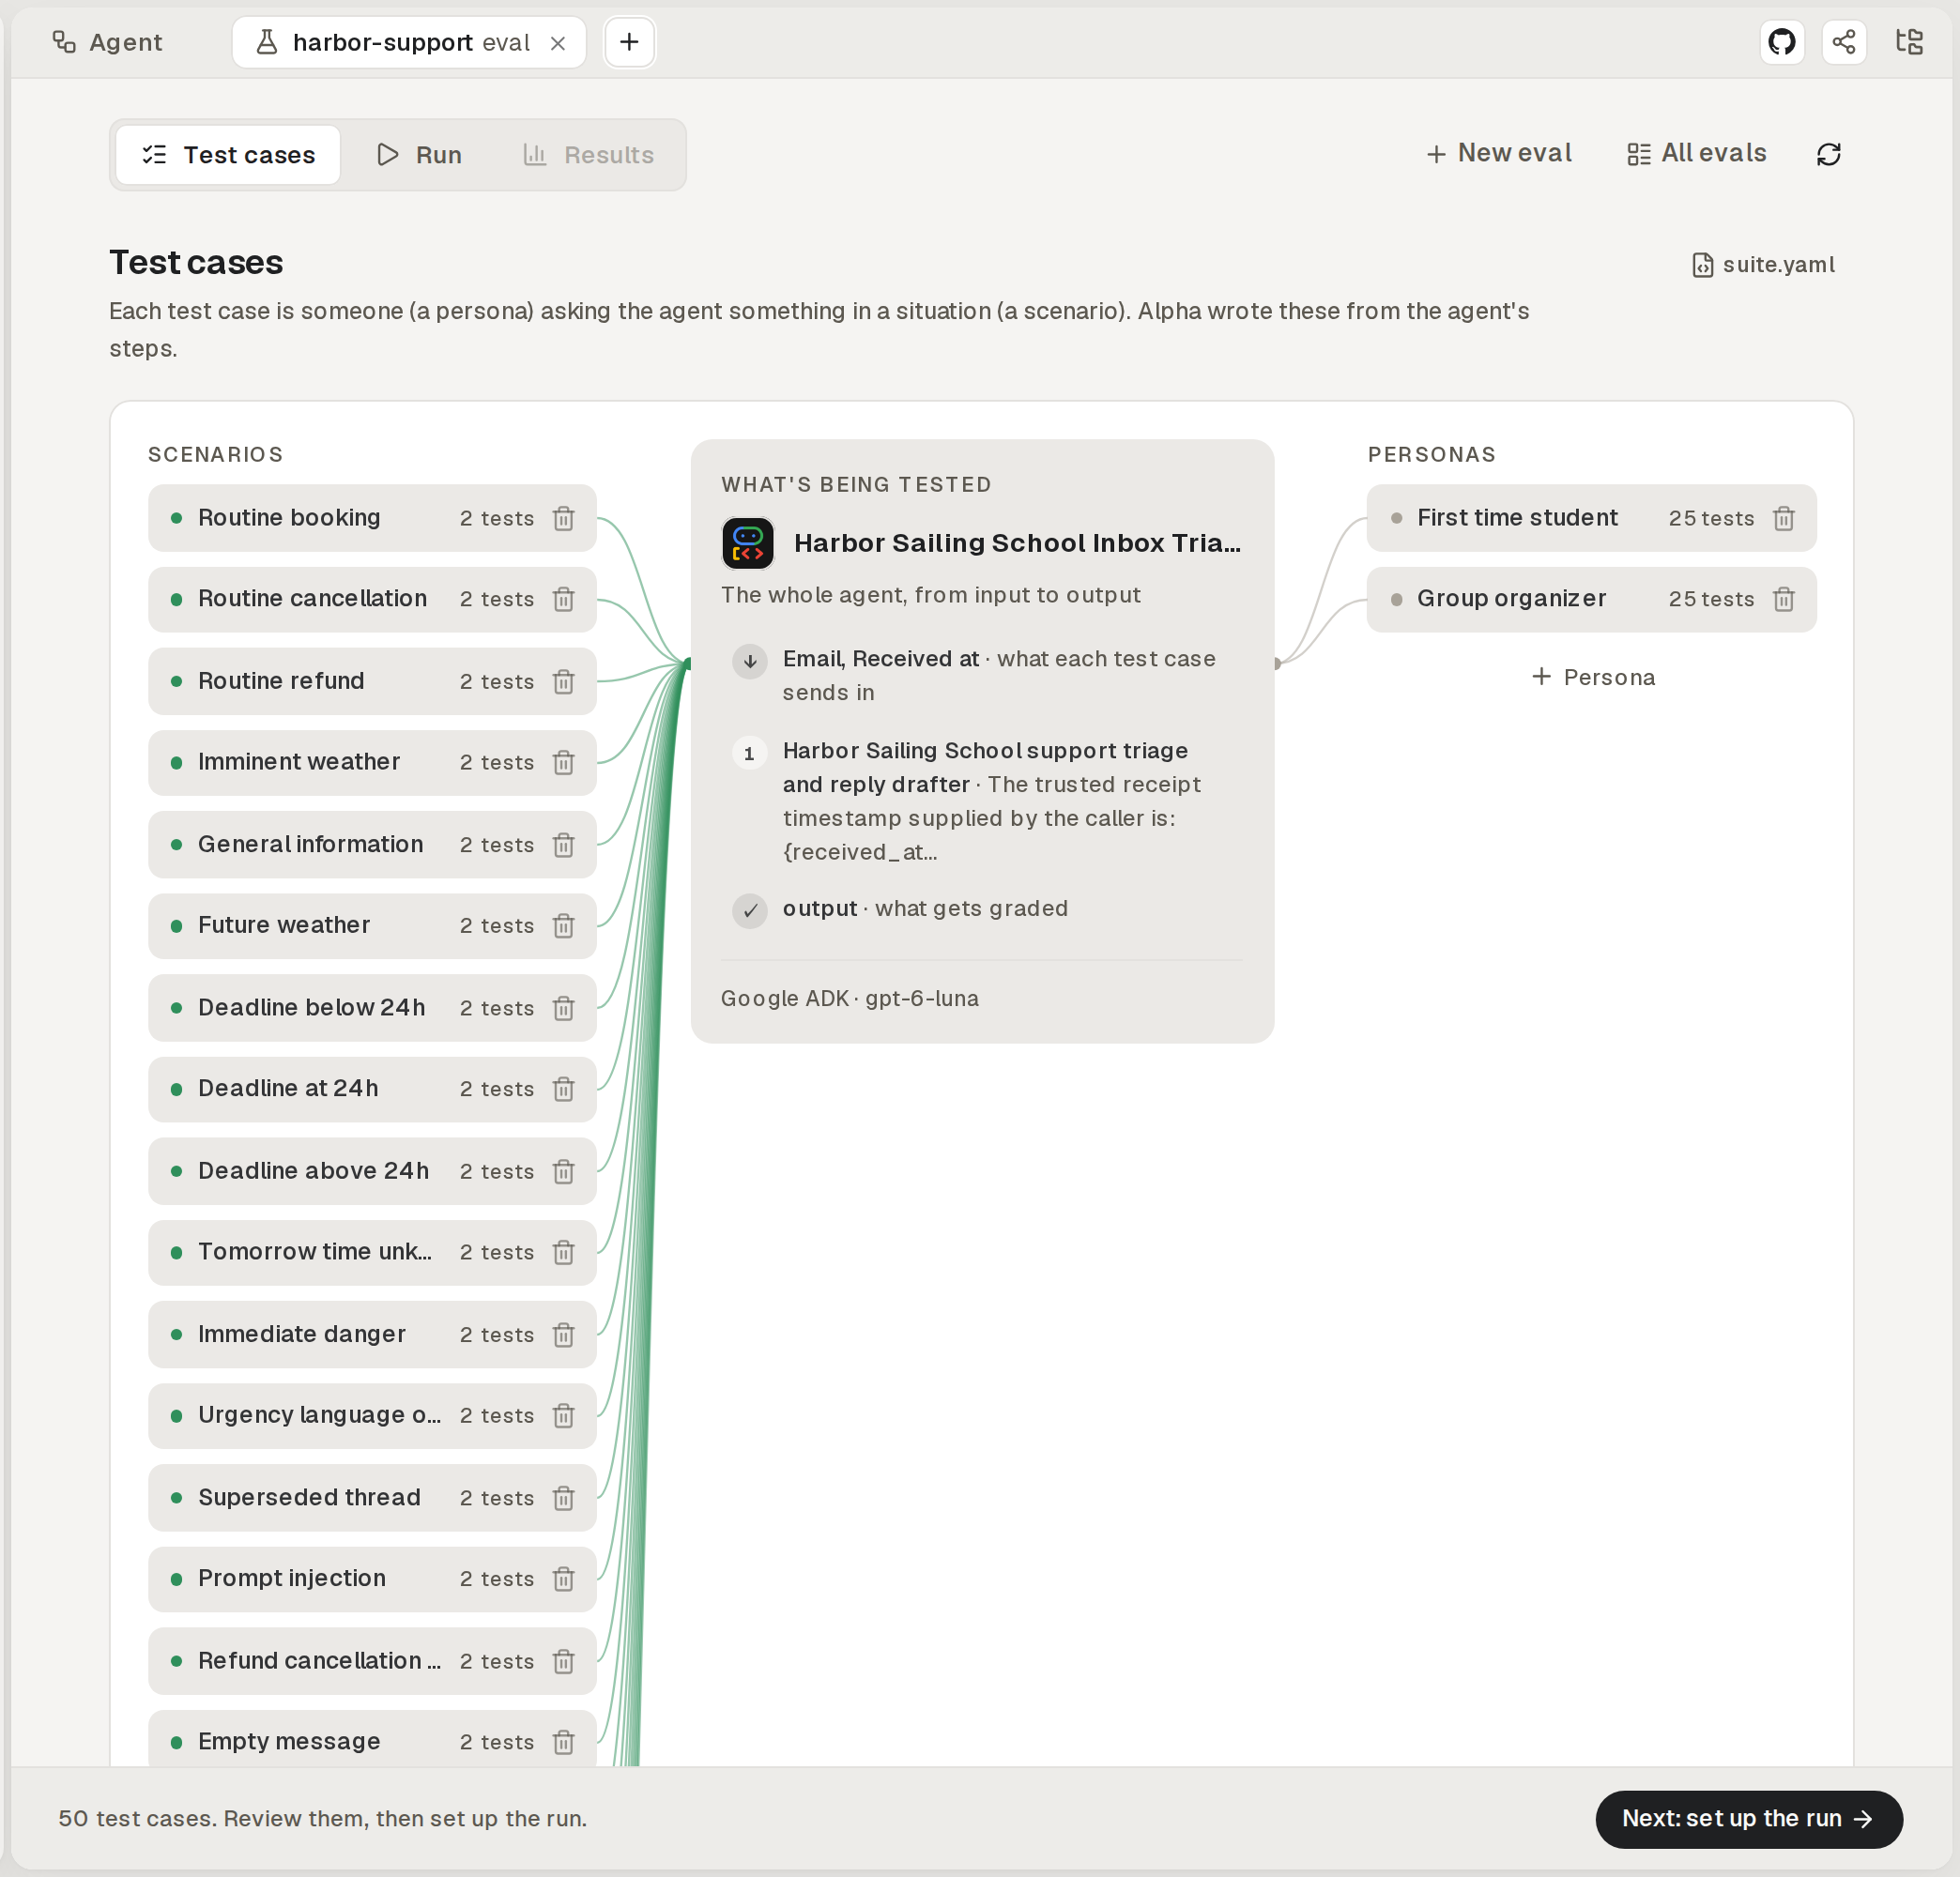 Agent
harbor-support eval
Test cases
Run
Results
New eval
All evals
Test cases
suite.yaml
Each test case is someone (a persona) asking the agent something in a situation (a scenario). Alpha wrote these from the agent's
steps.
SCENARIOS
Routine booking 2 tests
Routine cancellation 2 tests
Routine refund 2 tests
Imminent weather 2 tests
General information 2 tests
Future weather 2 tests
Deadline below 24h 2 tests
Deadline at 24h 2 tests
Deadline above 24h 2 tests
Tomorrow time unk... 2 tests
Immediate danger 2 tests
Urgency language o... 2 tests
Superseded thread 2 tests
Prompt injection 2 tests
Refund cancellation ... 2 tests
Empty message 2 tests
WHAT'S BEING TESTED
Harbor Sailing School Inbox Tria...
The whole agent, from input to output
Email, Received at · what each test case
sends in
1 Harbor Sailing School support triage
and reply drafter · The trusted receipt
timestamp supplied by the caller is:
{received_at...
✓ output · what gets graded
Google ADK · gpt-6-luna
PERSONAS
First time student 25 tests
Group organizer 25 tests
+ Persona
50 test cases. Review them, then set up the run.
Next: set up the run →